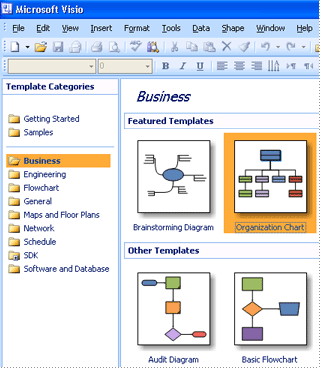 Microsoft Visio
File Edit View Insert Format Tools Data Shape Window Help
0
B I U
Template Categories
Getting Started
Samples
Business
Engineering
Flowchart
General
Maps and Floor Plans
Network
Schedule
SDK
Software and Database
Business
Featured Templates
Brainstorming Diagram
Organization Chart
Other Templates
Audit Diagram
Basic Flowchart